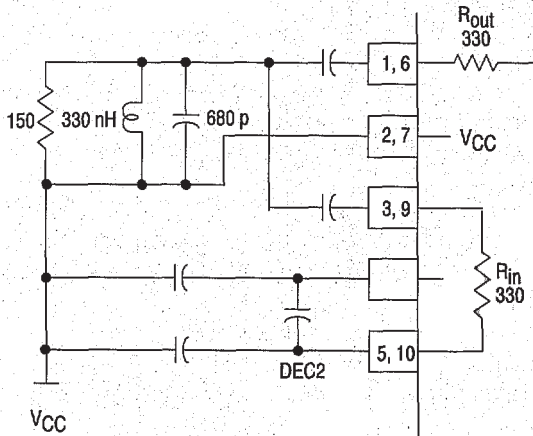 Rout
330
1, 6
150
330 nH
680 p
2, 7
VCC
3, 9
Rin
330
5, 10
DEC2
VCC